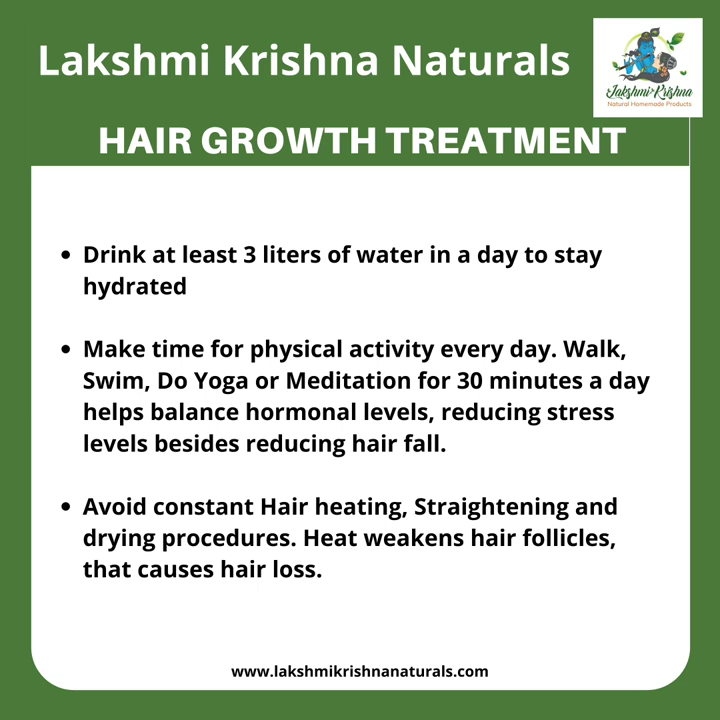 Lakshmi Krishna Naturals
Lakshmi Krishna
Natural Homemade Products
HAIR GROWTH TREATMENT
• Drink at least 3 liters of water in a day to stay
hydrated
• Make time for physical activity every day. Walk,
Swim, Do Yoga or Meditation for 30 minutes a day
helps balance hormonal levels, reducing stress
levels besides reducing hair fall.
• Avoid constant Hair heating, Straightening and
drying procedures. Heat weakens hair follicles,
that causes hair loss.
www.lakshmikrishnanaturals.com